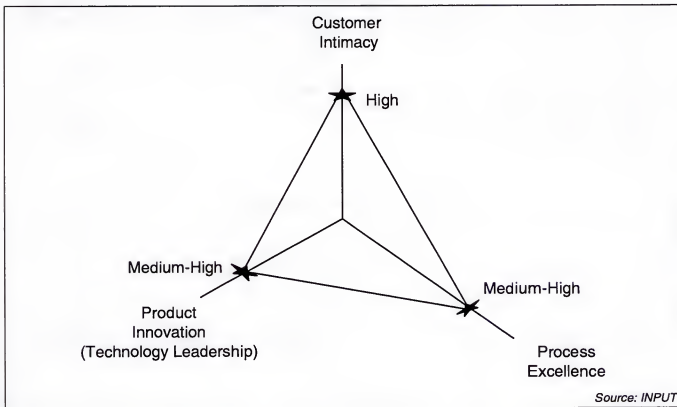 Customer
Intimacy
High
Medium-High
Medium-High
Product
Innovation
(Technology Leadership)
Process
Excellence
Source: INPUT